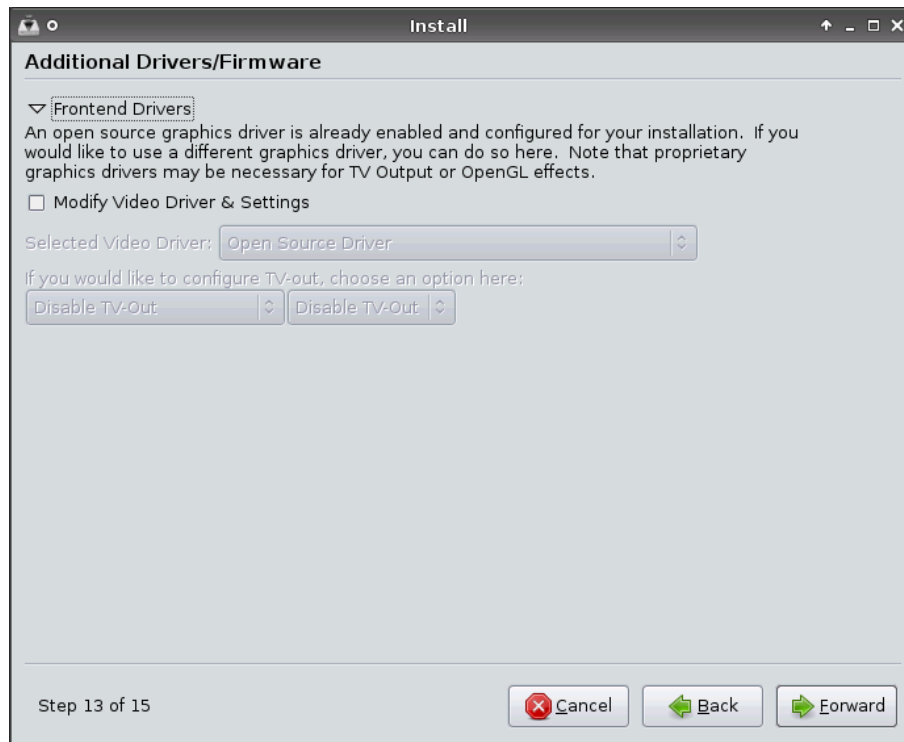 Install
Additional Drivers/Firmware
Frontend Drivers
An open source graphics driver is already enabled and configured for your installation.  If you
would like to use a different graphics driver, you can do so here.  Note that proprietary
graphics drivers may be necessary for TV Output or OpenGL effects.
Modify Video Driver & Settings
Selected Video Driver: Open Source Driver
If you would like to configure TV-out, choose an option here:
Disable TV-Out Disable TV-Out
Step 13 of 15 Cancel Back Forward